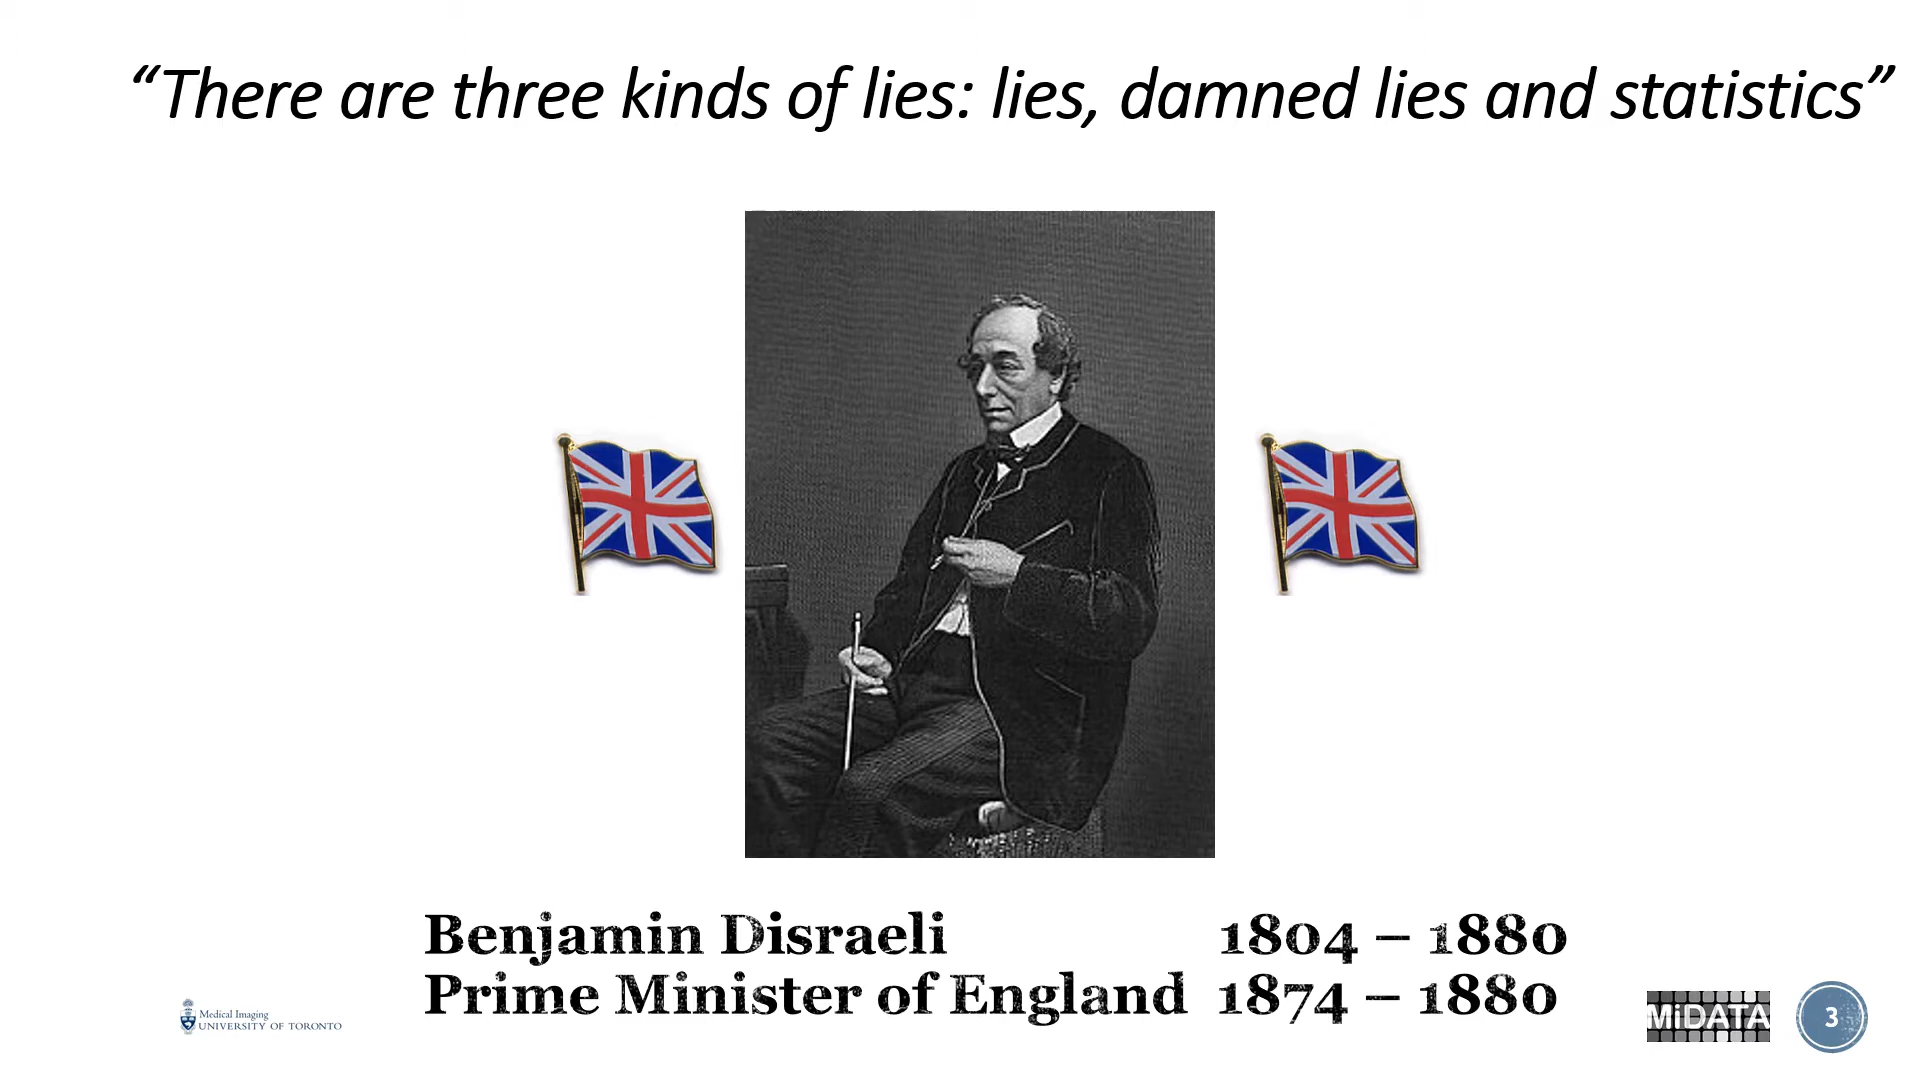 “There are three kinds of lies: lies, damned lies and statistics”
Benjamin Disraeli 1804 – 1880
Prime Minister of England 1874 – 1880
Medical Imaging
UNIVERSITY OF TORONTO
MiDATA
3